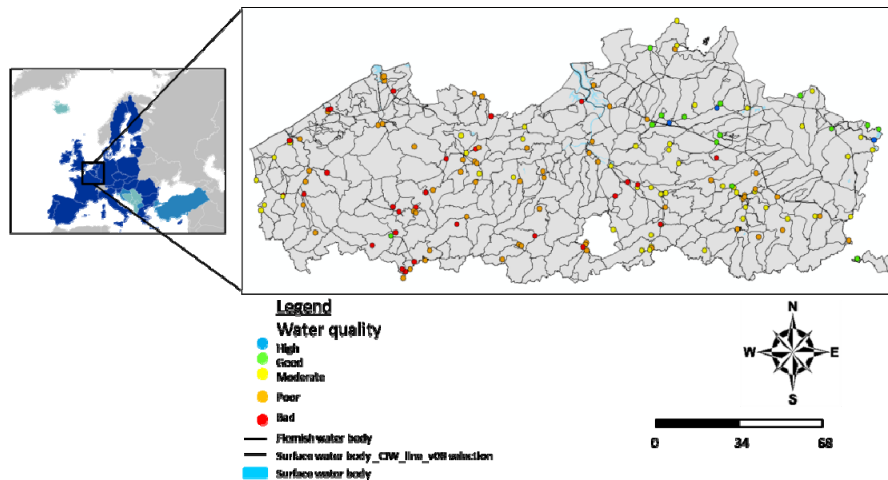 Legend
Water quality
High
Good
Moderate
Poor
Bad
Flemish water body
Surface water body_CIW_line_v08 selection
Surface water body
N
W E
S
0 34 68